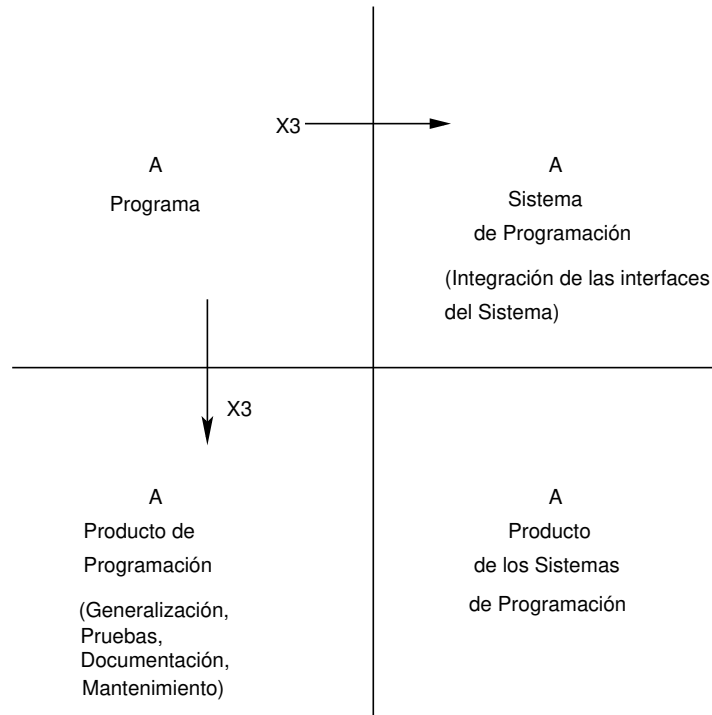 X3
A
Programa
A
Sistema
de Programación
(Integración de las interfaces
del Sistema)
X3
A
Producto de
Programación
(Generalización,
Pruebas,
Documentación,
Mantenimiento)
A
Producto
de los Sistemas
de Programación